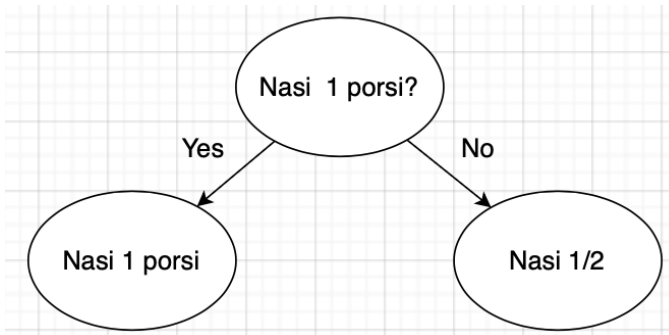 Nasi 1 porsi?
Yes
No
Nasi 1 porsi
Nasi 1/2